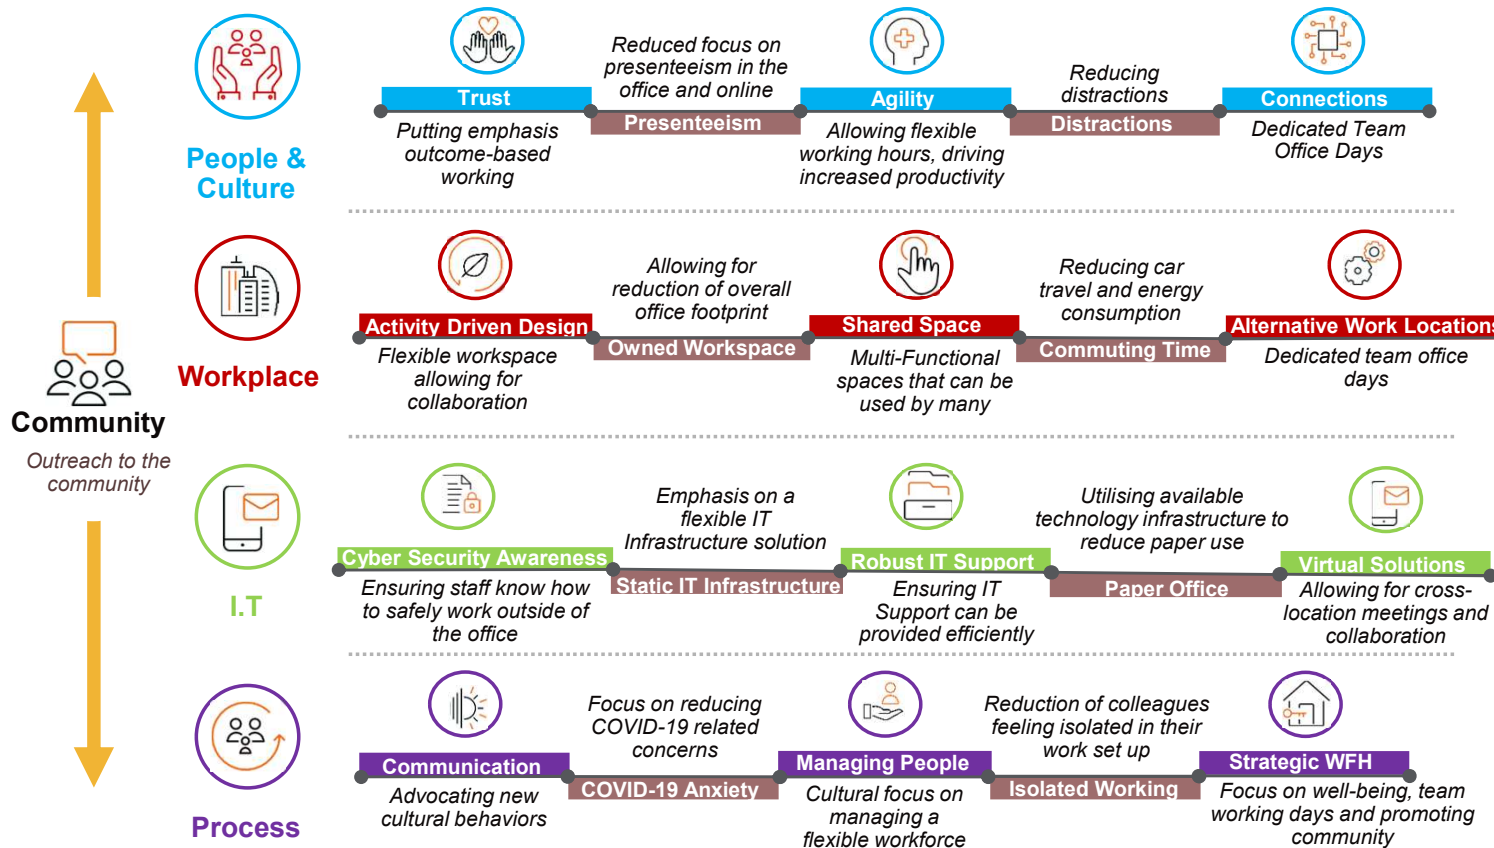 Community
Outreach to the
community
People &
Culture
Trust
Putting emphasis
outcome-based
working
Reduced focus on
presenteeism in the
office and online
Presenteeism
Agility
Allowing flexible
working hours, driving
increased productivity
Reducing
distractions
Distractions
Connections
Dedicated Team
Office Days
Workplace
Activity Driven Design
Flexible workspace
allowing for
collaboration
Allowing for
reduction of overall
office footprint
Owned Workspace
Shared Space
Multi-Functional
spaces that can be
used by many
Reducing car
travel and energy
consumption
Commuting Time
Alternative Work Locations
Dedicated team office
days
I.T
Cyber Security Awareness
Ensuring staff know how
to safely work outside of
the office
Emphasis on a
flexible IT
Infrastructure solution
Static IT Infrastructure
Robust IT Support
Ensuring IT
Support can be
provided efficiently
Utilising available
technology infrastructure to
reduce paper use
Paper Office
Virtual Solutions
Allowing for cross-
location meetings and
collaboration
Process
Communication
Advocating new
cultural behaviors
Focus on reducing
COVID-19 related
concerns
COVID-19 Anxiety
Managing People
Cultural focus on
managing a
flexible workforce
Reduction of colleagues
feeling isolated in their
work set up
Isolated Working
Strategic WFH
Focus on well-being, team
working days and promoting
community